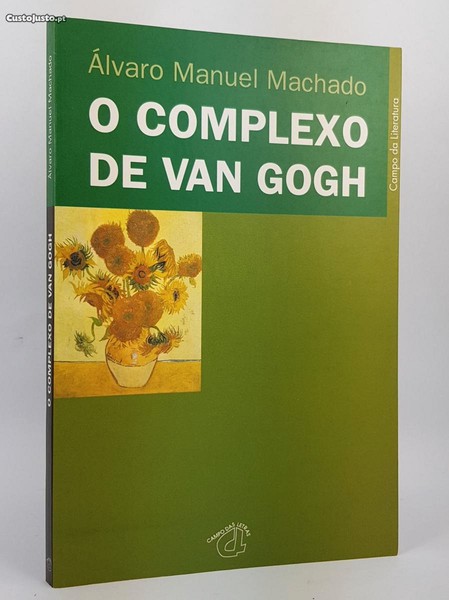 CustoJusto.pt
Álvaro Manuel Machado
O COMPLEXO
DE VAN GOGH
Campo da Literatura
Álvaro Manuel Machado
O COMPLEXO DE VAN GOGH
CAMPO DAS LETRAS